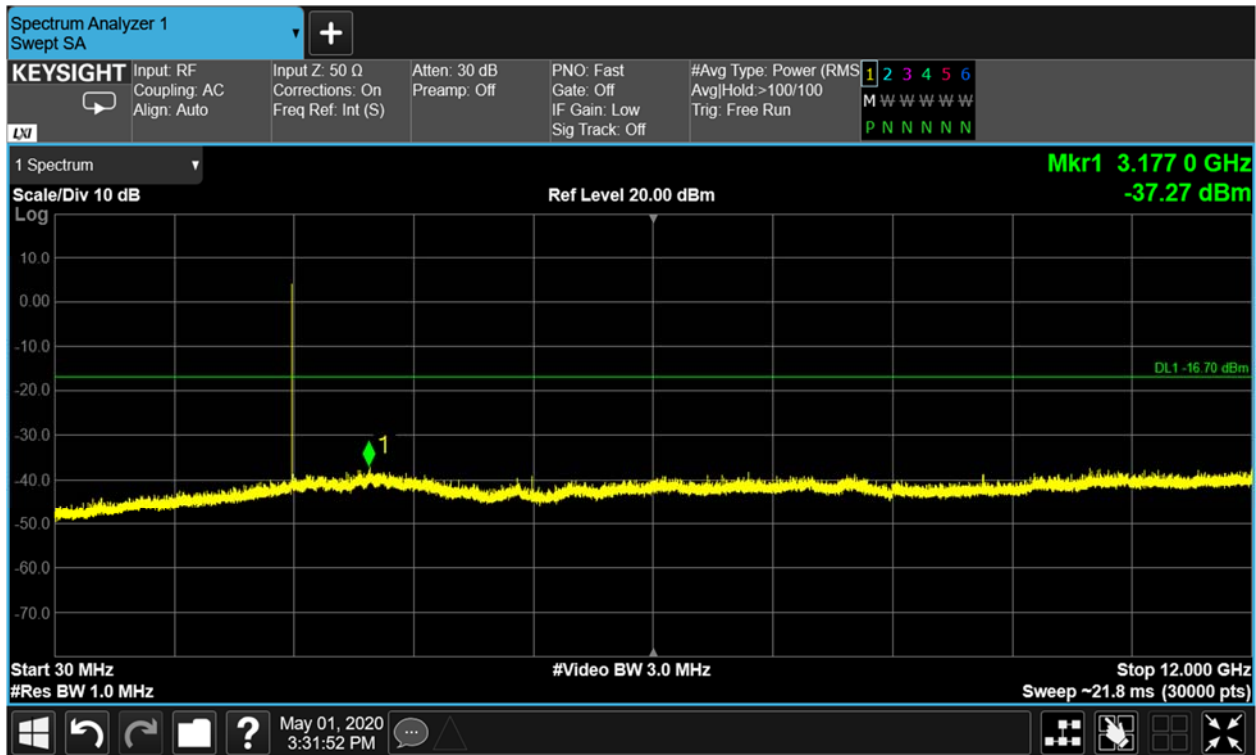 Spectrum Analyzer 1
Swept SA
KEYSIGHT
LXI
Input: RF
Coupling: AC
Align: Auto
Input Z: 50 Ω
Corrections: On
Freq Ref: Int (S)
Atten: 30 dB
Preamp: Off
PNO: Fast
Gate: Off
IF Gain: Low
Sig Track: Off
#Avg Type: Power (RMS
Avg|Hold:>100/100
Trig: Free Run
1 2 3 4 5 6
M W W W W W
P N N N N N
1 Spectrum
Mkr1 3.177 0 GHz
Scale/Div 10 dB
Ref Level 20.00 dBm
-37.27 dBm
Log
10.0
0.00
-10.0
DL1 -16.70 dBm
-20.0
-30.0
1
-40.0
-50.0
-60.0
-70.0
Start 30 MHz
#Video BW 3.0 MHz
Stop 12.000 GHz
#Res BW 1.0 MHz
Sweep ~21.8 ms (30000 pts)
?
May 01, 2020
3:31:52 PM